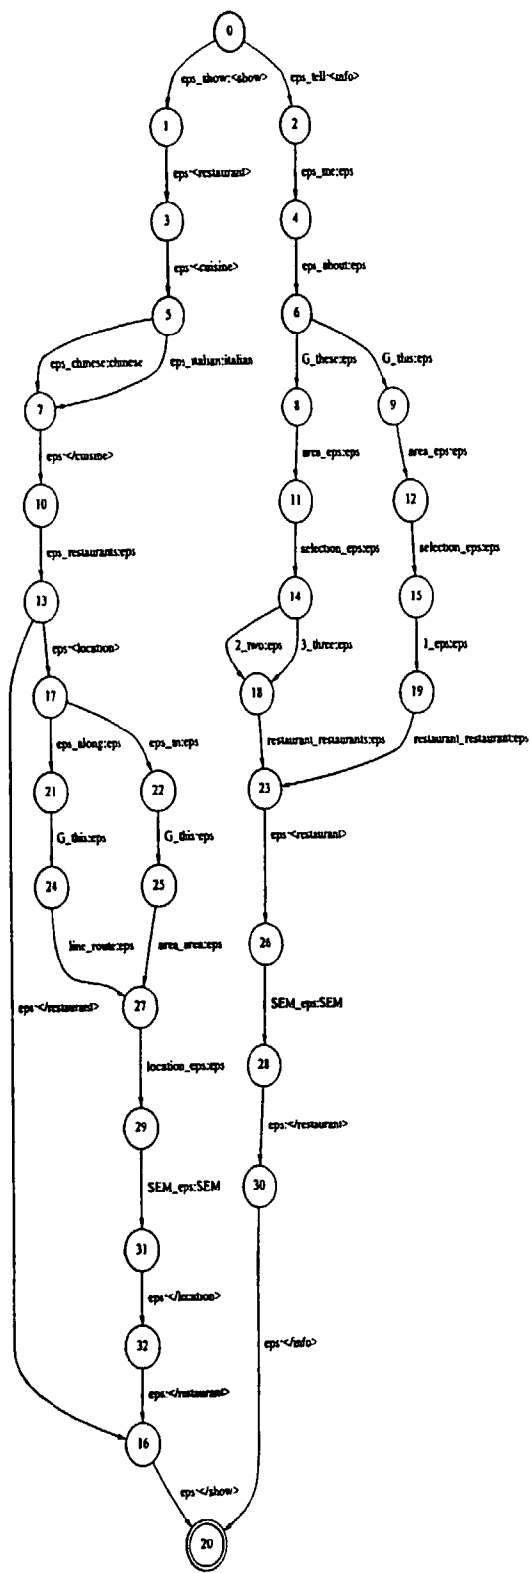 0
eps_show:<show> eps_tell:<info>
1 2
eps:<restaurant> eps_me:eps
3 4
eps:<cuisine> eps_about:eps
5 6
eps_chinese:chinese eps_italian:italian G_these:eps G_this:eps
7 8 9
eps:</cuisine> area_eps:eps area_eps:eps
10 11 12
eps_restaurants:eps selection_eps:eps selection_eps:eps
13 14 15
eps:<location> 2_two:eps 3_three:eps 1_eps:eps
17 18 19
eps_along:eps eps_in:eps restaurant_restaurants:eps restaurant_restaurant:eps
21 22 23
G_this:eps G_this:eps eps:<restaurant>
24 25
line_route:eps area_area:eps
26
eps:</restaurant> 27 SEM_eps:SEM
location_eps:eps 28
29 eps:</restaurant>
SEM_eps:SEM 30
31
eps:</location>
32 eps:</info>
eps:</restaurant>
16
eps:</show>
20